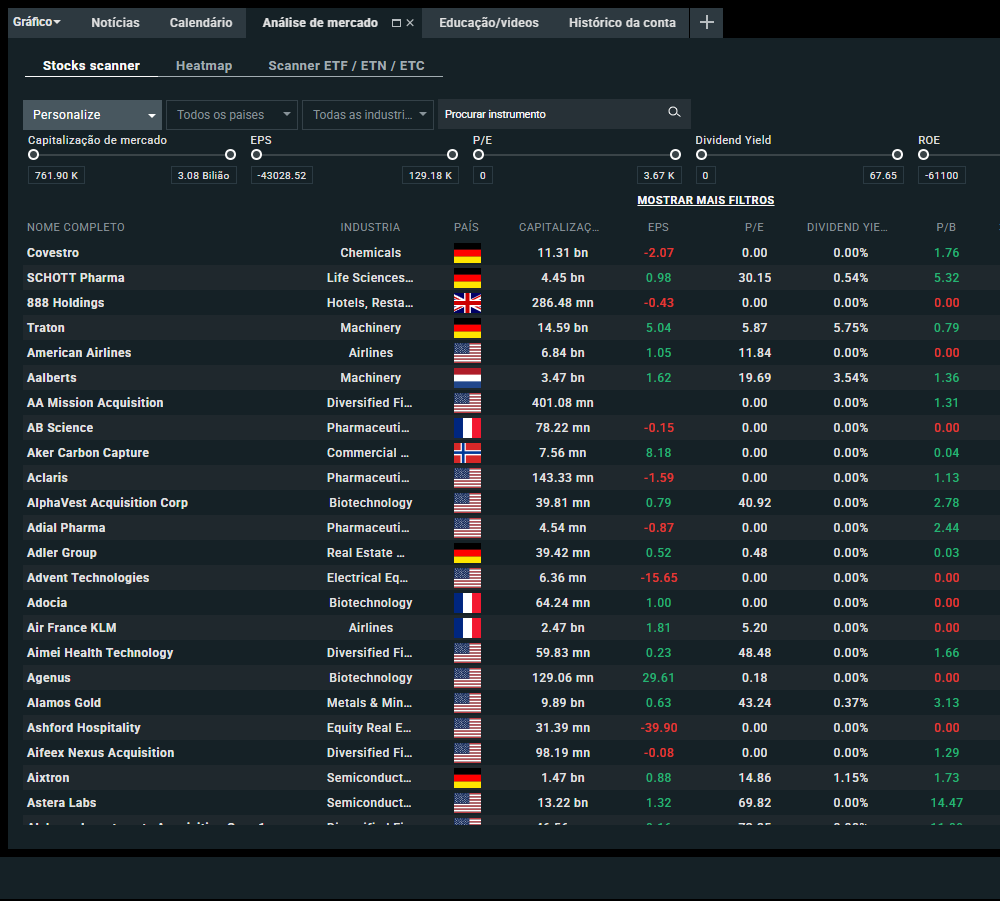 Gráfico Notícias Calendário Análise de mercado Educação/videos Histórico da conta
Stocks scanner Heatmap Scanner ETF / ETN / ETC
Personalize Todos os paises Todas as industri... Procurar instrumento
Capitalização de mercado EPS P/E Dividend Yield ROE
761.90 K 3.08 Bilião -43028.52 129.18 K 0 3.67 K 0 67.65 -61100
MOSTRAR MAIS FILTROS
NOME COMPLETO INDUSTRIA PAÍS CAPITALIZAÇ... EPS P/E DIVIDEND YIE... P/B
Covestro Chemicals 11.31 bn -2.07 0.00 0.00% 1.76
SCHOTT Pharma Life Sciences... 4.45 bn 0.98 30.15 0.54% 5.32
888 Holdings Hotels, Resta... 286.48 mn -0.43 0.00 0.00% 0.00
Traton Machinery 14.59 bn 5.04 5.87 5.75% 0.79
American Airlines Airlines 6.84 bn 1.05 11.84 0.00% 0.00
Aalberts Machinery 3.47 bn 1.62 19.69 3.54% 1.36
AA Mission Acquisition Diversified Fi... 401.08 mn 0.00 0.00% 1.31
AB Science Pharmaceuti... 78.22 mn -0.15 0.00 0.00% 0.00
Aker Carbon Capture Commercial ... 7.56 mn 8.18 0.00 0.00% 0.04
Aclaris Pharmaceuti... 143.33 mn -1.59 0.00 0.00% 1.13
AlphaVest Acquisition Corp Biotechnology 39.81 mn 0.79 40.92 0.00% 2.78
Adial Pharma Pharmaceuti... 4.54 mn -0.87 0.00 0.00% 2.44
Adler Group Real Estate ... 39.42 mn 0.52 0.48 0.00% 0.03
Advent Technologies Electrical Eq... 6.36 mn -15.65 0.00 0.00% 0.00
Adocia Biotechnology 64.24 mn 1.00 0.00 0.00% 0.00
Air France KLM Airlines 2.47 bn 1.81 5.20 0.00% 0.00
Aimei Health Technology Diversified Fi... 59.83 mn 0.23 48.48 0.00% 1.66
Agenus Biotechnology 129.06 mn 29.61 0.18 0.00% 0.00
Alamos Gold Metals & Min... 9.89 bn 0.63 43.24 0.37% 3.13
Ashford Hospitality Equity Real E... 31.39 mn -39.90 0.00 0.00% 0.00
Aifeex Nexus Acquisition Diversified Fi... 98.19 mn -0.08 0.00 0.00% 1.29
Aixtron Semiconduct... 1.47 bn 0.88 14.86 1.15% 1.73
Astera Labs Semiconduct... 13.22 bn 1.32 69.82 0.00% 14.47